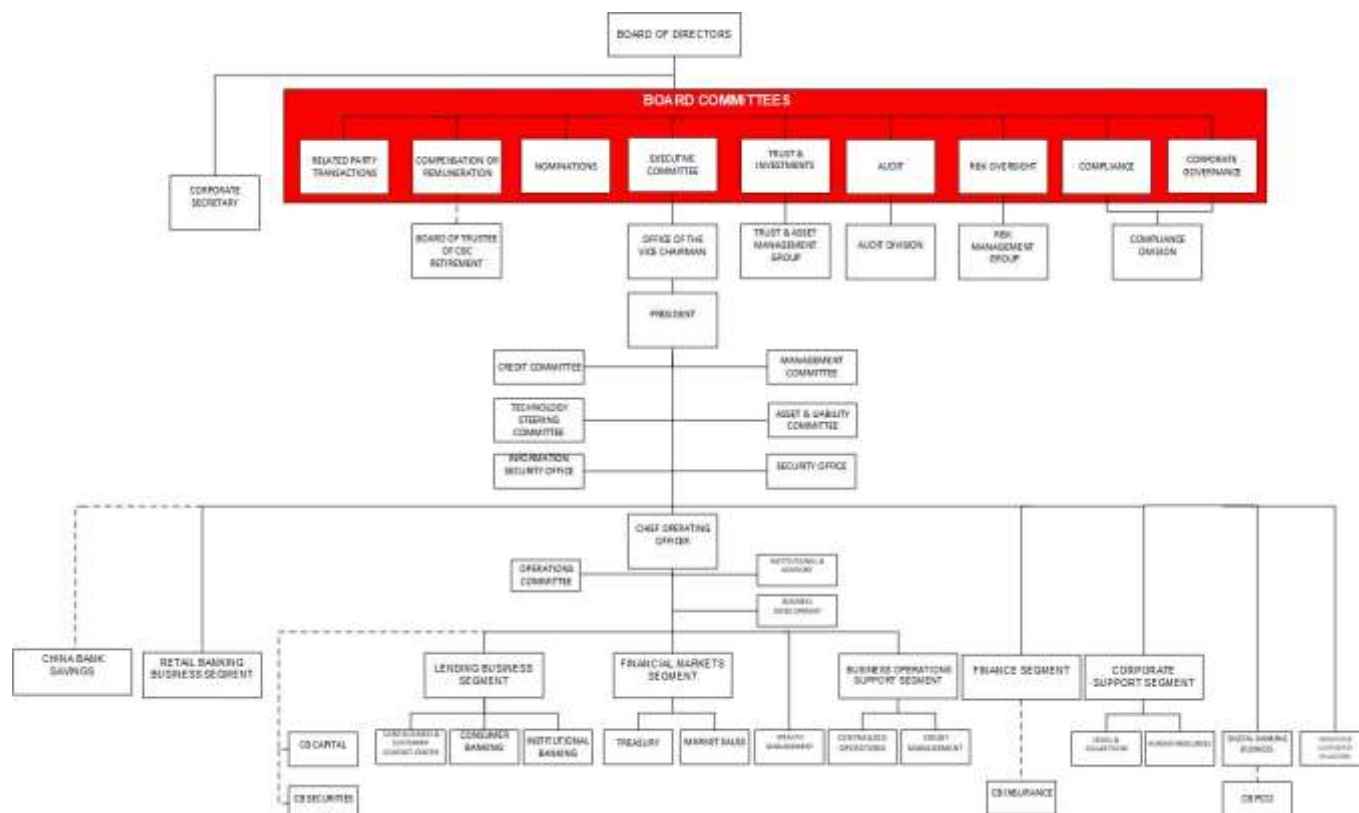 BOARD OF DIRECTORS
BOARD COMMITTEES
RELATED PARTY
TRANSACTIONS
COMPENSATION OR
REMUNERATION
NOMINATIONS
EXECUTIVE
COMMITTEE
TRUST &
INVESTMENTS
AUDIT
RISK OVERSIGHT
COMPLIANCE
CORPORATE
GOVERNANCE
CORPORATE
SECRETARY
BOARD OF TRUSTEE
OF CBC
RETIREMENT
OFFICE OF THE
VICE CHAIRMAN
TRUST & ASSET
MANAGEMENT
GROUP
AUDIT DIVISION
RISK
MANAGEMENT
GROUP
COMPLIANCE
DIVISION
PRESIDENT
CREDIT COMMITTEE
MANAGEMENT
COMMITTEE
TECHNOLOGY
STEERING
COMMITTEE
ASSET & LIABILITY
COMMITTEE
INFORMATION
SECURITY OFFICE
SECURITY OFFICE
CHIEF OPERATING
OFFICER
OPERATIONS
COMMITTEE
BUSINESS
DEVELOPMENT
CHINA BANK
SAVINGS
RETAIL BANKING
BUSINESS SEGMENT
LENDING BUSINESS
SEGMENT
FINANCIAL MARKETS
SEGMENT
BUSINESS OPERATIONS
SUPPORT SEGMENT
FINANCE SEGMENT
CORPORATE
SUPPORT SEGMENT
CB CAPITAL
CUSTOMER
CONTACT CENTER
CONSUMER
BANKING
INSTITUTIONAL
BANKING
TREASURY
MARKET SALES
WEALTH
MANAGEMENT
CENTRALIZED
OPERATIONS
CREDIT
MANAGEMENT
HUMAN RESOURCES
DIGITAL BANKING
BUSINESS
CB SECURITIES
CB INSURANCE